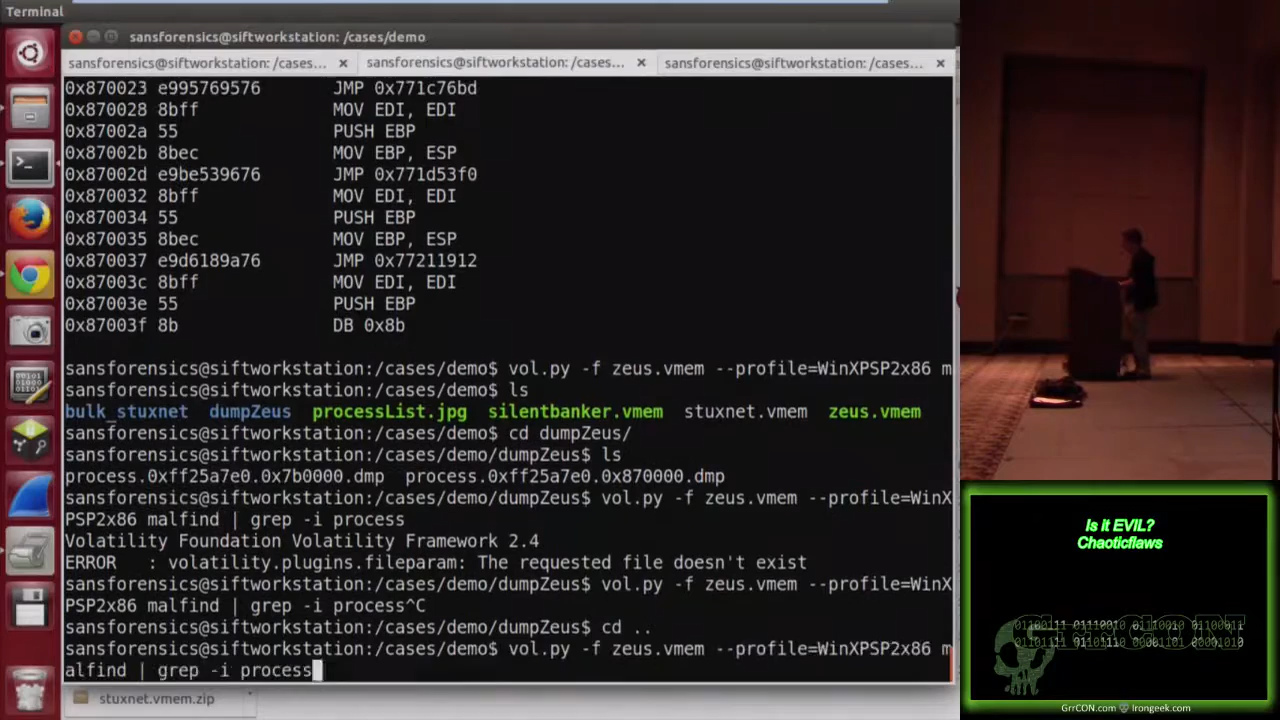 Terminal
sansforensics@siftworkstation: /cases/demo
sansforensics@siftworkstation: /cases... × sansforensics@siftworkstation: /cases... × sansforensics@siftworkstation: /cases... ×
0x870023 e995769576 JMP 0x771c76bd
0x870028 8bff MOV EDI, EDI
0x87002a 55 PUSH EBP
0x87002b 8bec MOV EBP, ESP
0x87002d e9be539676 JMP 0x771d53f0
0x870032 8bff MOV EDI, EDI
0x870034 55 PUSH EBP
0x870035 8bec MOV EBP, ESP
0x870037 e9d6189a76 JMP 0x77211912
0x87003c 8bff MOV EDI, EDI
0x87003e 55 PUSH EBP
0x87003f 8b DB 0x8b
sansforensics@siftworkstation:/cases/demo$ vol.py -f zeus.vmem --profile=WinXPSP2x86 m
sansforensics@siftworkstation:/cases/demo$ ls
bulk_stuxnet dumpZeus processList.jpg silentbanker.vmem stuxnet.vmem zeus.vmem
sansforensics@siftworkstation:/cases/demo$ cd dumpZeus/
sansforensics@siftworkstation:/cases/demo/dumpZeus$ ls
process.0xff25a7e0.0x7b0000.dmp process.0xff25a7e0.0x870000.dmp
sansforensics@siftworkstation:/cases/demo/dumpZeus$ vol.py -f zeus.vmem --profile=WinX
PSP2x86 malfind | grep -i process
Volatility Foundation Volatility Framework 2.4
ERROR : volatility.plugins.fileparam: The requested file doesn't exist
sansforensics@siftworkstation:/cases/demo/dumpZeus$ vol.py -f zeus.vmem --profile=WinX
PSP2x86 malfind | grep -i process^C
sansforensics@siftworkstation:/cases/demo/dumpZeus$ cd ..
sansforensics@siftworkstation:/cases/demo$ vol.py -f zeus.vmem --profile=WinXPSP2x86 m
alfind | grep -i process
stuxnet.vmem.zip
Is it EVIL?
Chaoticflaws
GrrCON
GrrCON.com Irongeek.com